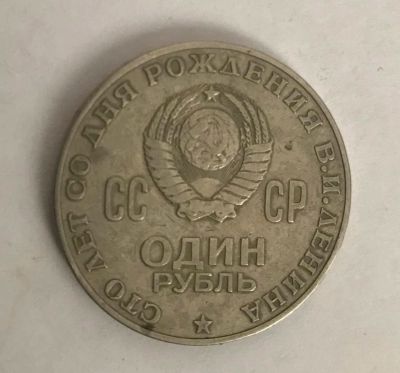 СТО ЛЕТ СО ДНЯ РОЖДЕНИЯ В.И.ЛЕНИНА
СС СР
ОДИН
РУБЛЬ